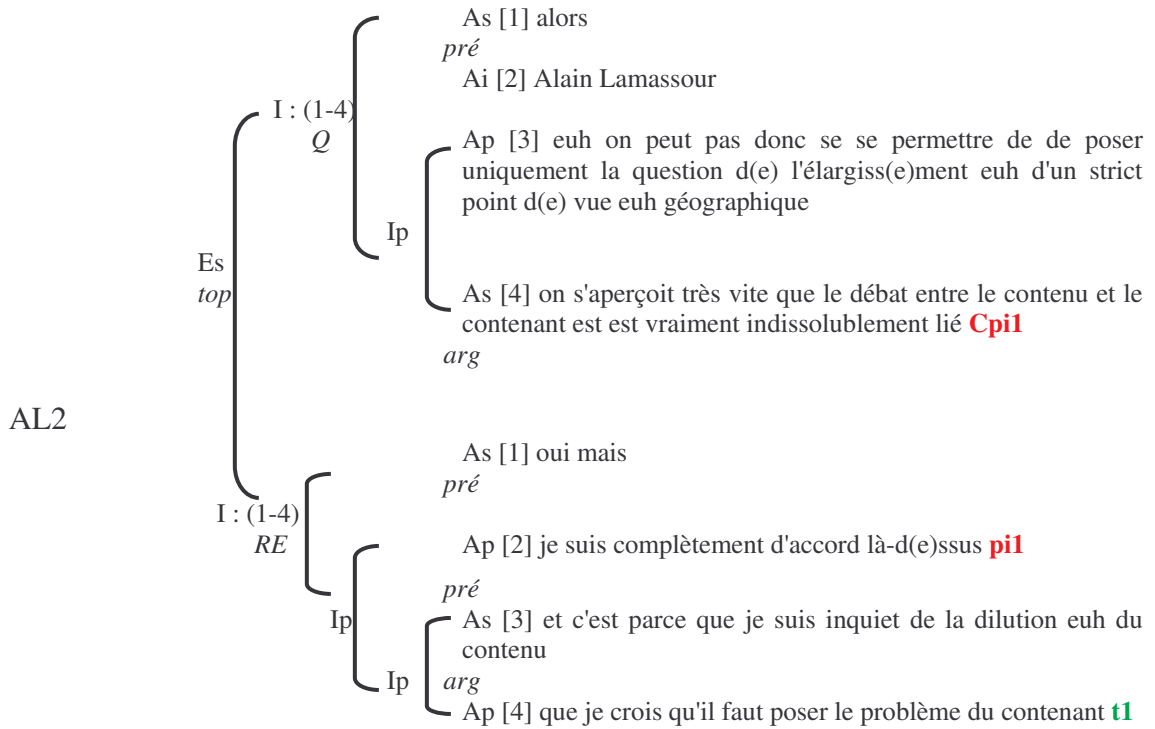 As [1] alors
pré
Ai [2] Alain Lamassour
I : (1-4)
Q
Ap [3] euh on peut pas donc se se permettre de de poser
uniquement la question d(e) l'élargiss(e)ment euh d'un strict
point d(e) vue euh géographique
Ip
Es
top
As [4] on s'aperçoit très vite que le débat entre le contenu et le
contenant est est vraiment indissolublement lié Cpi1
arg
AL2
As [1] oui mais
pré
I : (1-4)
RE
Ap [2] je suis complètement d'accord là-d(e)ssus pi1
pré
Ip
As [3] et c'est parce que je suis inquiet de la dilution euh du
contenu
Ip
arg
Ap [4] que je crois qu'il faut poser le problème du contenant t1